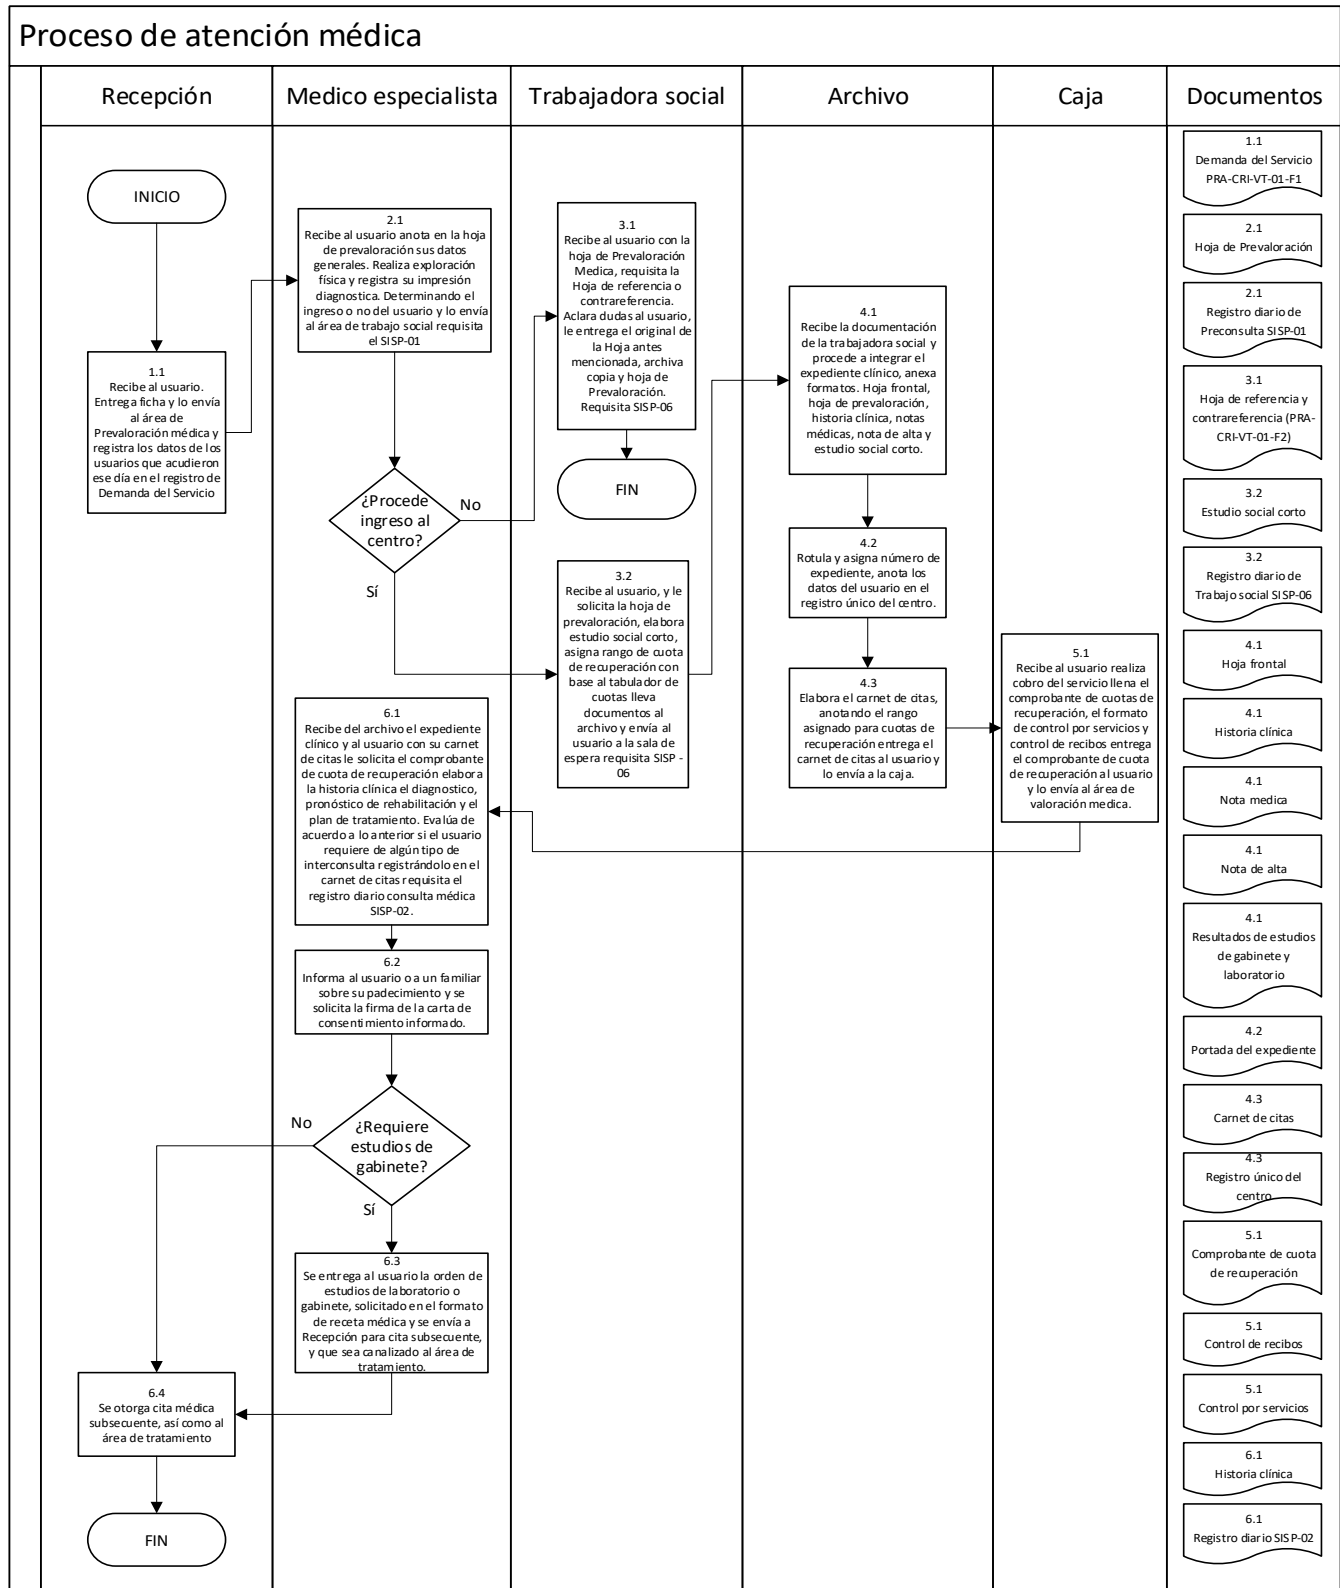 Proceso de atención médica
Recepción
Medico especialista
Trabajadora social
Archivo
Caja
Documentos
INICIO
1.1
Recibe al usuario.
Entrega ficha y lo envía
al área de
Prevaloración médica y
registra los datos de los
usuarios que acudieron
ese día en el registro de
Demanda del Servicio
2.1
Recibe al usuario anota en la hoja
de prevaloración sus datos
generales. Realiza exploración
física y registra su impresión
diagnostica. Determinando el
ingreso o no del usuario y lo envía
al área de trabajo social requisita
el SISP-01
¿Procede
ingreso al
centro?
No
Sí
3.1
Recibe al usuario con la
hoja de Prevaloración
Medica, requisita la
Hoja de referencia o
contrareferencia.
Aclara dudas al usuario,
le entrega el original de
la Hoja antes
mencionada, archiva
copia y hoja de
Prevaloración.
Requisita SISP-06
FIN
3.2
Recibe al usuario, y le
solicita la hoja de
prevaloración, elabora
estudio social corto,
asigna rango de cuota
de recuperación con
base al tabulador de
cuotas lleva
documentos al
archivo y envía al
usuario a la sala de
espera requisita SISP -
06
4.1
Recibe la documentación
de la trabajadora social y
procede a integrar el
expediente clínico, anexa
formatos. Hoja frontal,
hoja de prevaloración,
historia clínica, notas
médicas, nota de alta y
estudio social corto.
4.2
Rotula y asigna número de
expediente, anota los
datos del usuario en el
registro único del centro.
4.3
Elabora el carnet de citas,
anotando el rango
asignado para cuotas de
recuperación entrega el
carnet de citas al usuario y
lo envía a la caja.
5.1
Recibe al usuario realiza
cobro del servicio llena el
comprobante de cuotas de
recuperación, el formato
de control por servicios y
control de recibos entrega
el comprobante de cuota
de recuperación al usuario
y lo envía al área de
valoración medica.
6.1
Recibe del archivo el expediente
clínico y al usuario con su carnet
de citas le solicita el comprobante
de cuota de recuperación elabora
la historia clínica el diagnostico,
pronóstico de rehabilitación y el
plan de tratamiento. Evalúa de
acuerdo a lo anterior si el usuario
requiere de algún tipo de
interconsulta registrándolo en el
carnet de citas requisita el
registro diario consulta médica
SISP-02.
6.2
Informa al usuario o a un familiar
sobre su padecimiento y se
solicita la firma de la carta de
consentimiento informado.
¿Requiere
estudios de
gabinete?
No
Sí
6.3
Se entrega al usuario la orden de
estudios de laboratorio o
gabinete, solicitado en el formato
de receta médica y se envía a
Recepción para cita subsecuente,
y que sea canalizado al área de
tratamiento.
6.4
Se otorga cita médica
subsecuente, así como al
área de tratamiento
FIN
1.1
Demanda del Servicio
PRA-CRI-VT-01-F1
2.1
Hoja de Prevaloración
2.1
Registro diario de
Preconsulta SISP-01
3.1
Hoja de referencia y
contrareferencia (PRA-
CRI-VT-01-F2)
3.2
Estudio social corto
3.2
Registro diario de
Trabajo social SISP-06
4.1
Hoja frontal
4.1
Historia clínica
4.1
Nota medica
4.1
Nota de alta
4.1
Resultados de estudios
de gabinete y
laboratorio
4.2
Portada del expediente
4.3
Carnet de citas
4.3
Registro único del
centro
5.1
Comprobante de cuota
de recuperación
5.1
Control de recibos
5.1
Control por servicios
6.1
Historia clínica
6.1
Registro diario SISP-02